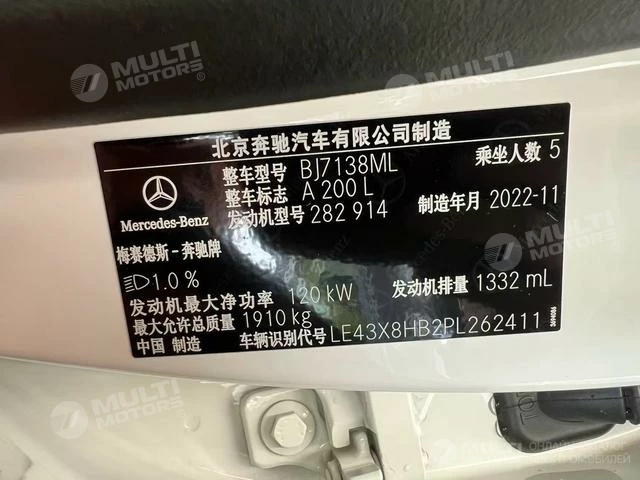 MULTI MOTORS®
MULTI MOTORS®
北京奔驰汽车有限公司制造
整车型号 BJ7138ML 乘坐人数 5
整车标志 A 200 L
发动机型号 282 914 制造年月 2022-11
Mercedes-Benz
梅赛德斯－奔驰牌
1.0 %
发动机最大净功率 120 kW 发动机排量 1332 mL
最大允许总质量 1910 kg
中国 制造 车辆识别代号 LE43X8HB2PL262411
MULTI MOTORS